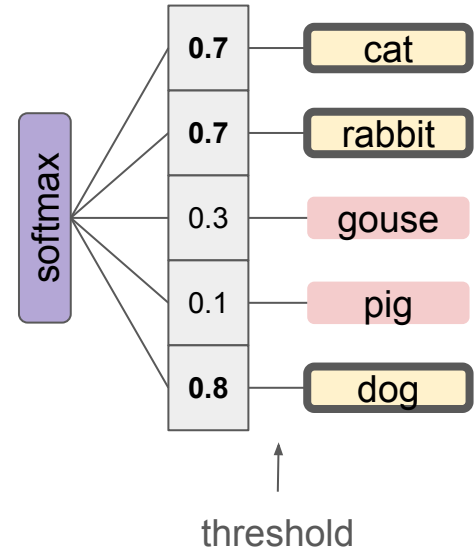 softmax
0.7 cat
0.7 rabbit
0.3 gouse
0.1 pig
0.8 dog
threshold